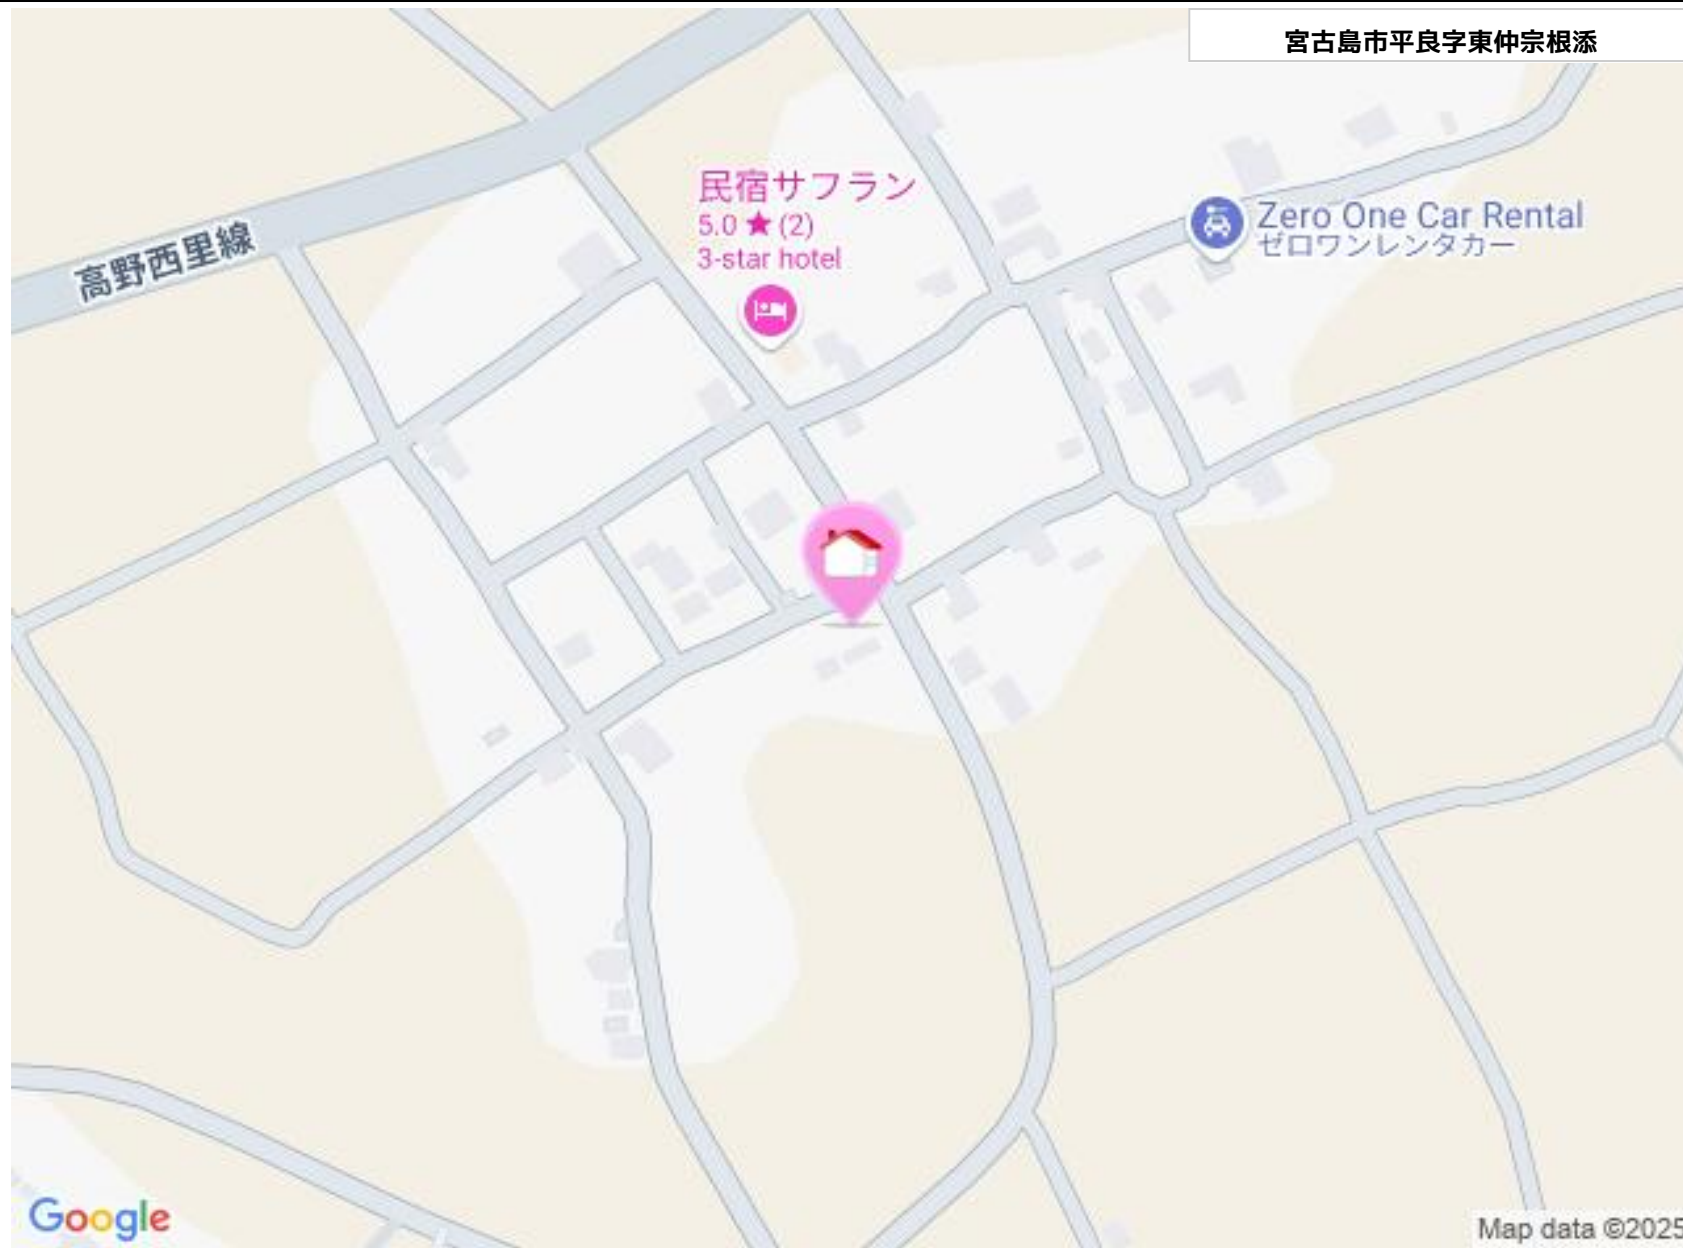 宮古島市平良字東仲宗根添
民宿サフラン
5.0 ★ (2)
3-star hotel
Zero One Car Rental
ゼロワンレンタカー
高野西里線
Google
Map data ©2025